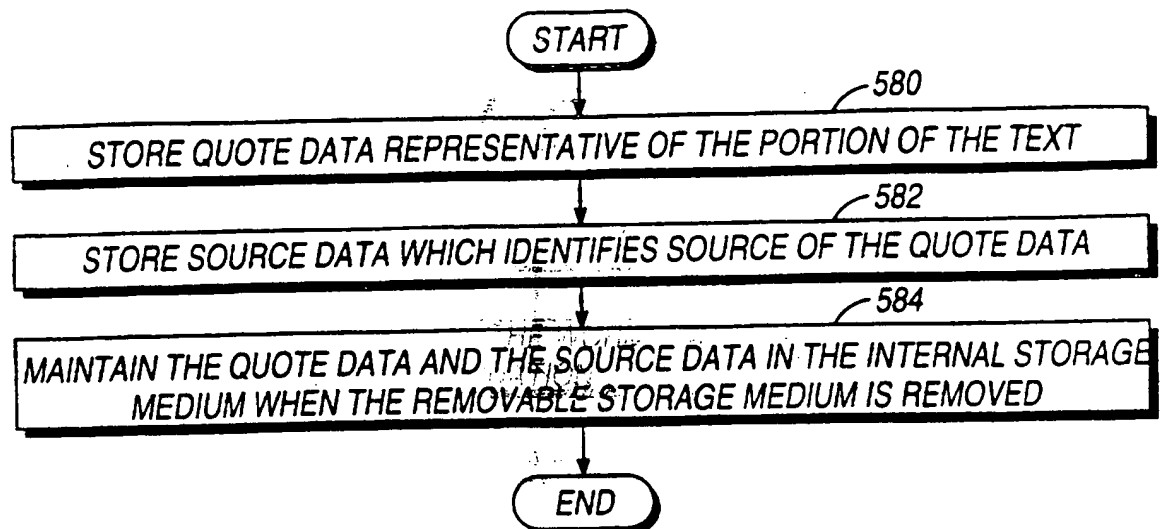 START
580
STORE QUOTE DATA REPRESENTATIVE OF THE PORTION OF THE TEXT
582
STORE SOURCE DATA WHICH IDENTIFIES SOURCE OF THE QUOTE DATA
584
MAINTAIN THE QUOTE DATA AND THE SOURCE DATA IN THE INTERNAL STORAGE
MEDIUM WHEN THE REMOVABLE STORAGE MEDIUM IS REMOVED
END